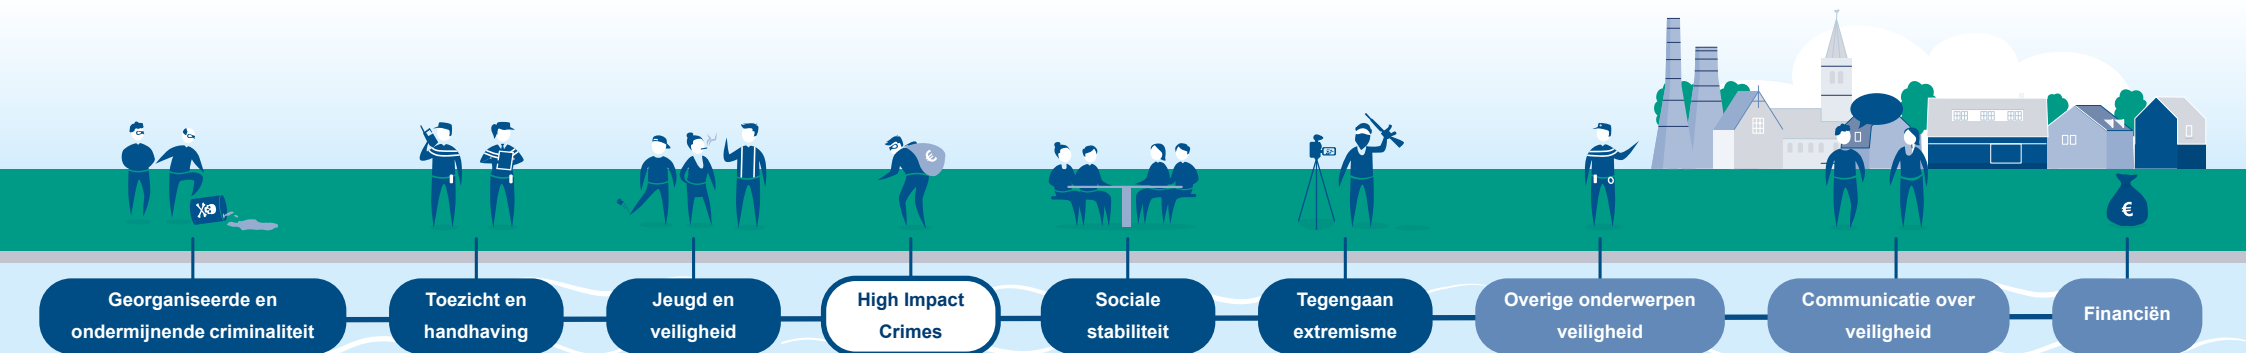 €
€
Georganiseerde en
ondermijnende criminaliteit
Toezicht en
handhaving
Jeugd en
veiligheid
High Impact
Crimes
Sociale
stabiliteit
Tegengaan
extremisme
Overige onderwerpen
veiligheid
Communicatie over
veiligheid
Financiën